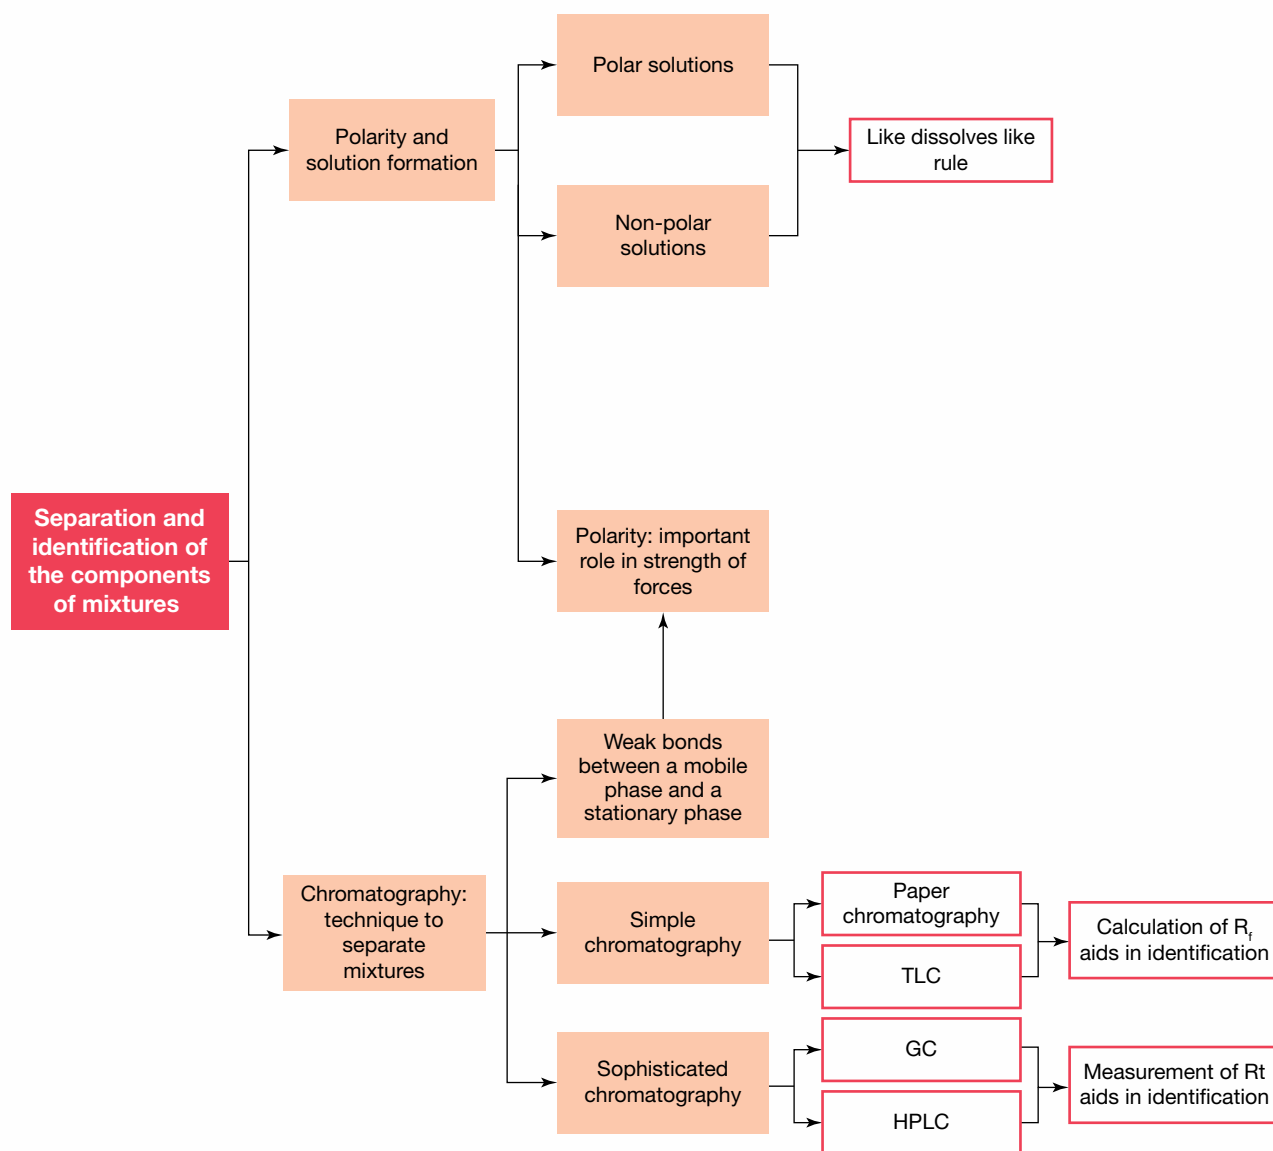 Polar solutions
Polarity and
solution formation
Like dissolves like
rule
Non-polar
solutions
Separation and
identification of
the components
of mixtures
Polarity: important
role in strength of
forces
Weak bonds
between a mobile
phase and a
stationary phase
Chromatography:
technique to
separate
mixtures
Simple
chromatography
Paper
chromatography
TLC
Calculation of Rf
aids in identification
Sophisticated
chromatography
GC
HPLC
Measurement of Rt
aids in identification